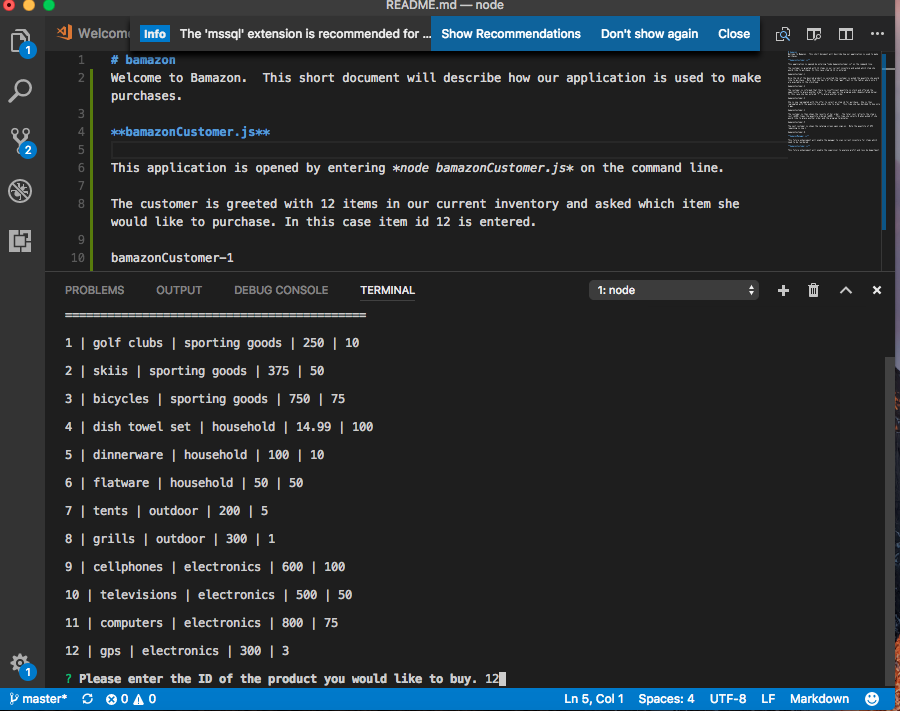 README.md — node
Welcome
Info The 'mssql' extension is recommended for ... Show Recommendations Don't show again Close
1 # bamazon
2 Welcome to Bamazon.  This short document will describe how our application is used to make
purchases.
3
4 **bamazonCustomer.js**
5
6 This application is opened by entering *node bamazonCustomer.js* on the command line.
7
8 The customer is greeted with 12 items in our current inventory and asked which item she
would like to purchase. In this case item id 12 is entered.
9
10 bamazonCustomer-1
1
2
PROBLEMS OUTPUT DEBUG CONSOLE TERMINAL 1: node
===========================================
1 | golf clubs | sporting goods | 250 | 10
2 | skiis | sporting goods | 375 | 50
3 | bicycles | sporting goods | 750 | 75
4 | dish towel set | household | 14.99 | 100
5 | dinnerware | household | 100 | 10
6 | flatware | household | 50 | 50
7 | tents | outdoor | 200 | 5
8 | grills | outdoor | 300 | 1
9 | cellphones | electronics | 600 | 100
10 | televisions | electronics | 500 | 50
11 | computers | electronics | 800 | 75
12 | gps | electronics | 300 | 3
? Please enter the ID of the product you would like to buy. 12
1
master* 0 0 Ln 5, Col 1 Spaces: 4 UTF-8 LF Markdown